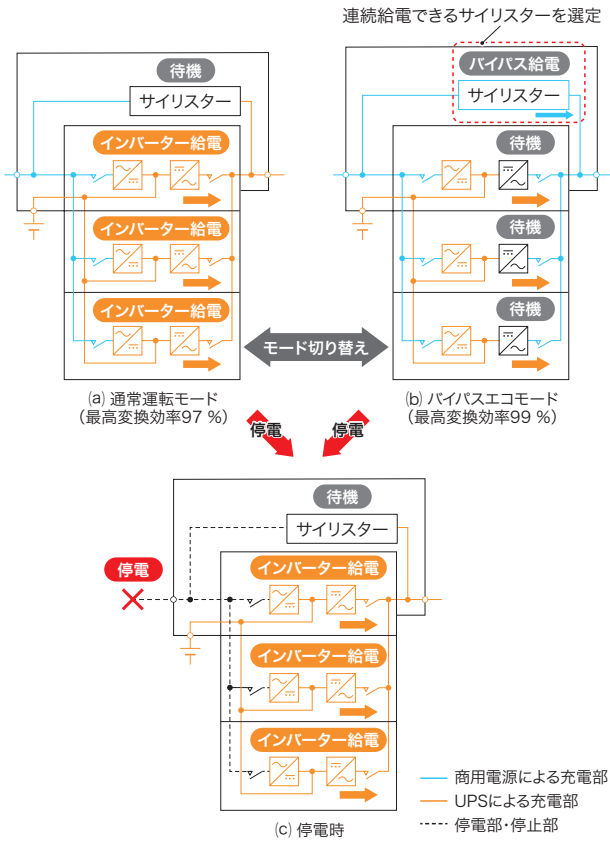 連続給電できるサイリスターを選定
待機
サイリスター
インバーター給電
インバーター給電
インバーター給電
バイパス給電
サイリスター
待機
待機
待機
モード切り替え
(a) 通常運転モード
（最高変換効率97 %）
(b) バイパスエコモード
（最高変換効率99 %）
停電
停電
待機
サイリスター
停電
インバーター給電
インバーター給電
インバーター給電
商用電源による充電部
UPSによる充電部
停電部・停止部
(c) 停電時